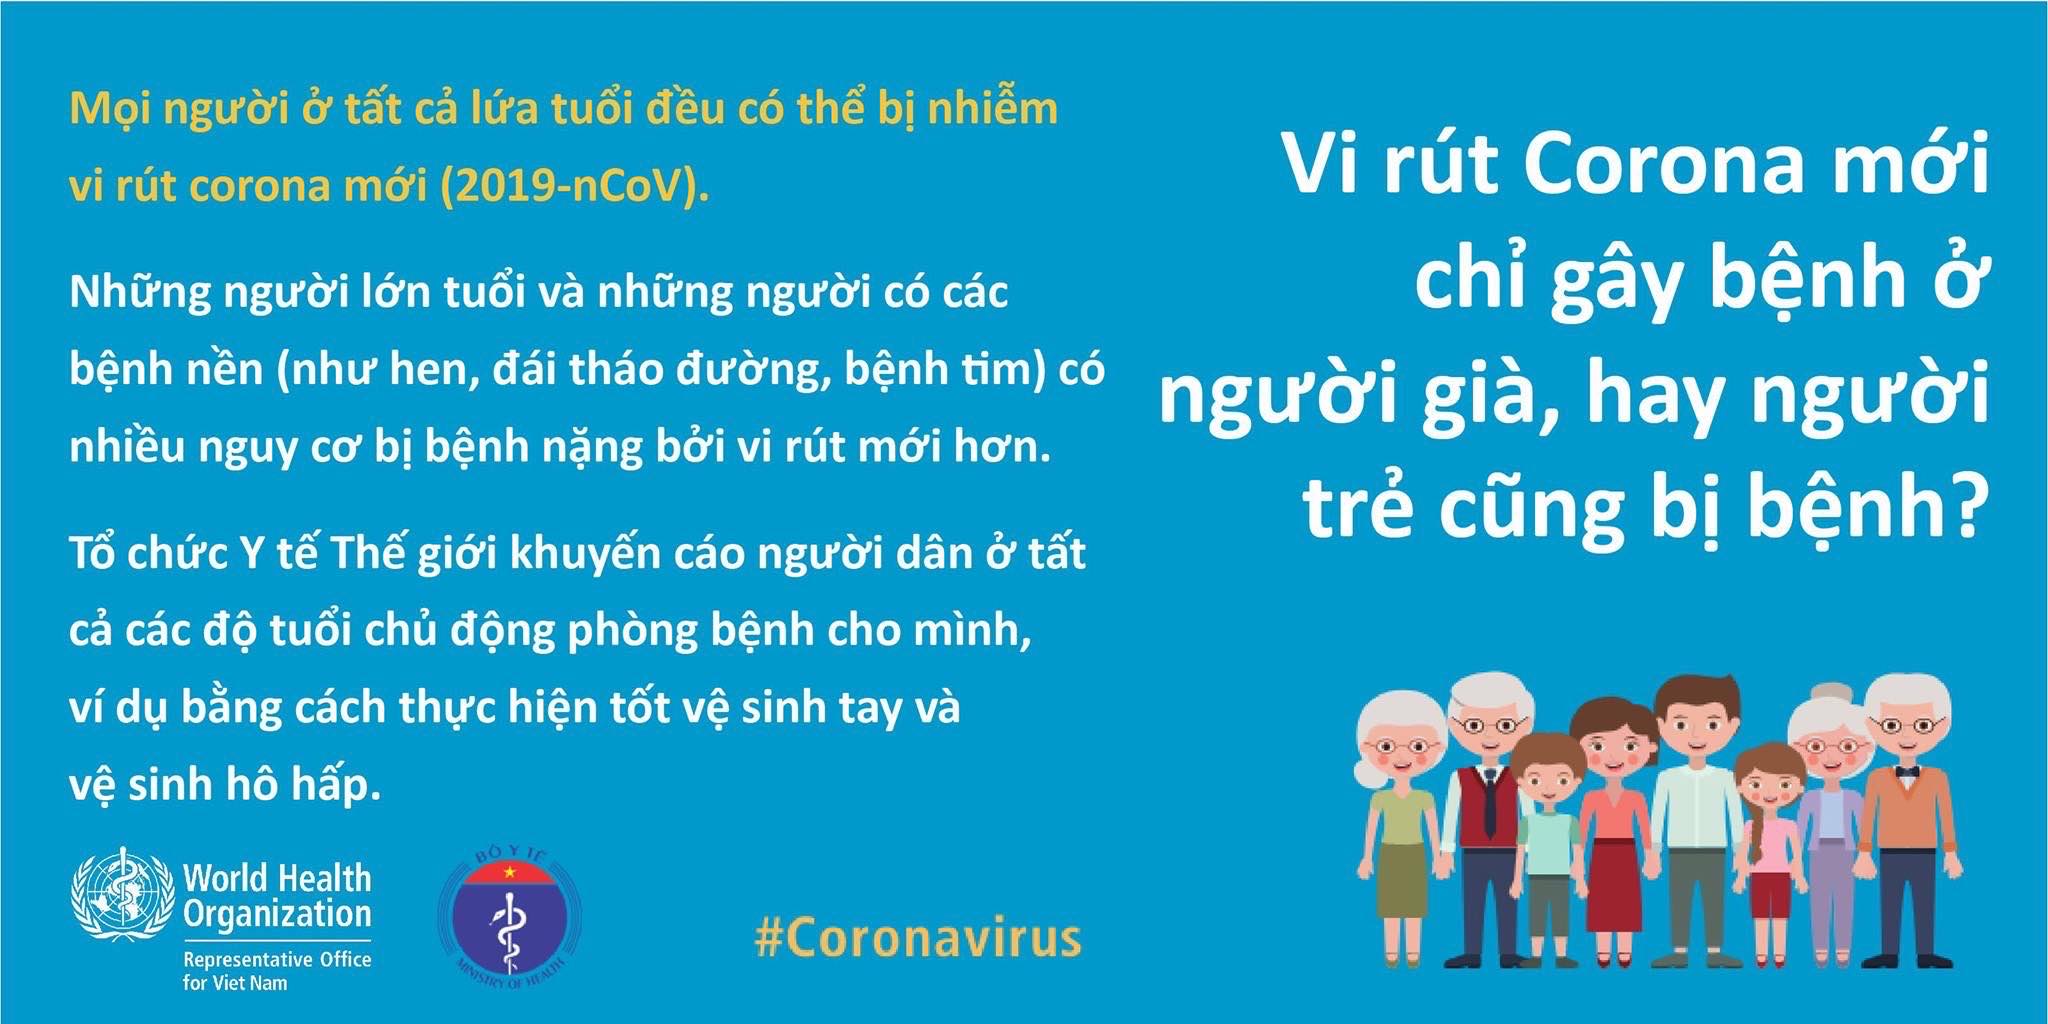 Mọi người ở tất cả lứa tuổi đều có thể bị nhiễm
vi rút corona mới (2019-nCoV).
Những người lớn tuổi và những người có các
bệnh nền (như hen, đái tháo đường, bệnh tim) có
nhiều nguy cơ bị bệnh nặng bởi vi rút mới hơn.
Tổ chức Y tế Thế giới khuyến cáo người dân ở tất
cả các độ tuổi chủ động phòng bệnh cho mình,
ví dụ bằng cách thực hiện tốt vệ sinh tay và
vệ sinh hô hấp.
Vi rút Corona mới
chỉ gây bệnh ở
người già, hay người
trẻ cũng bị bệnh?
World Health
Organization
Representative Office
for Viet Nam
BỘ Y TẾ
MINISTRY OF HEALTH
#Coronavirus